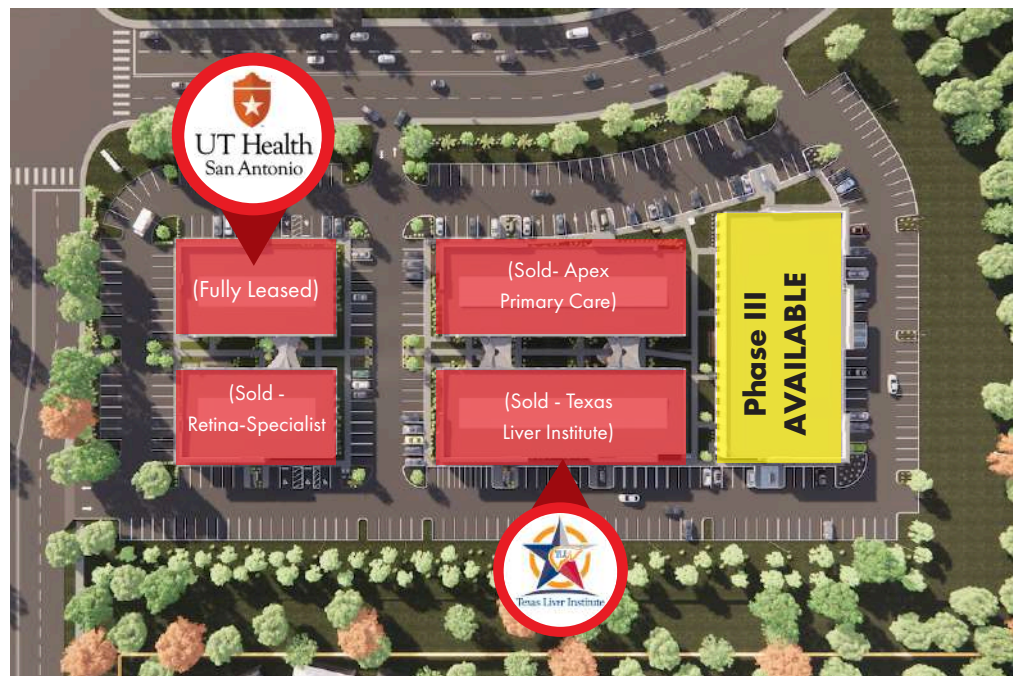 UT Health
San Antonio
(Fully Leased)
(Sold- Apex
Primary Care)
Phase III
AVAILABLE
(Sold -
Retina-Specialist
(Sold - Texas
Liver Institute)
TLI
Texas Liver Institute